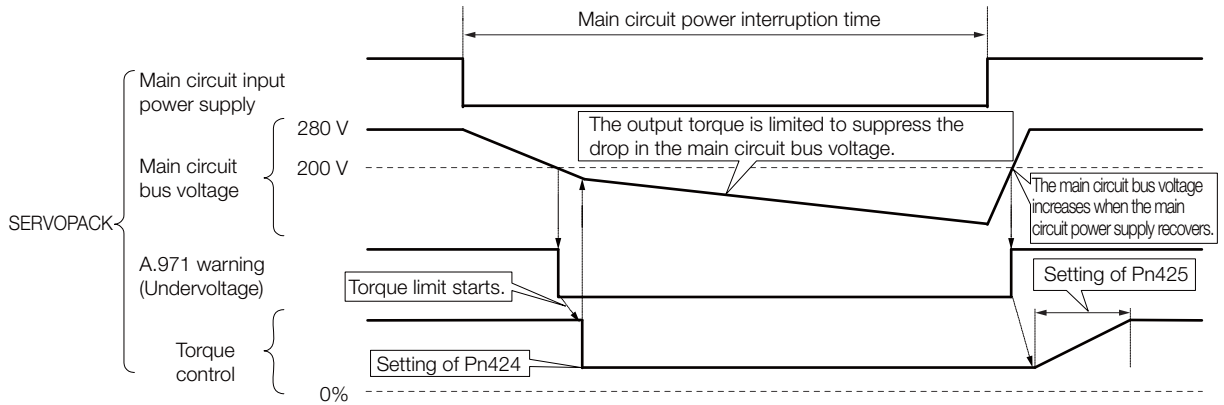 Main circuit power interruption time
Main circuit input
power supply
280 V
The output torque is limited to suppress the
drop in the main circuit bus voltage.
Main circuit
bus voltage
200 V
The main circuit bus voltage
increases when the main
circuit power supply recovers.
SERVOPACK
A.971 warning
(Undervoltage)
Torque limit starts.
Setting of Pn425
Torque
control
Setting of Pn424
0%